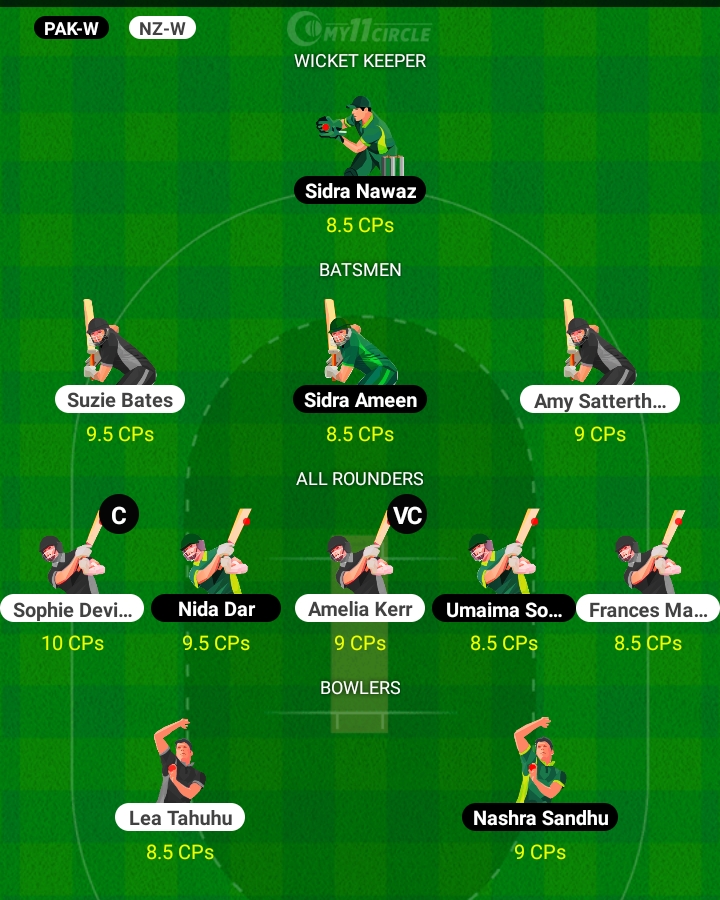 PAK-W NZ-W
MY11CIRCLE
WICKET KEEPER
Sidra Nawaz
8.5 CPs
BATSMEN
Suzie Bates Sidra Ameen Amy Satterth...
9.5 CPs 8.5 CPs 9 CPs
ALL ROUNDERS
C VC
Sophie Devi... Nida Dar Amelia Kerr Umaima So... Frances Ma...
10 CPs 9.5 CPs 9 CPs 8.5 CPs 8.5 CPs
BOWLERS
Lea Tahuhu Nashra Sandhu
8.5 CPs 9 CPs